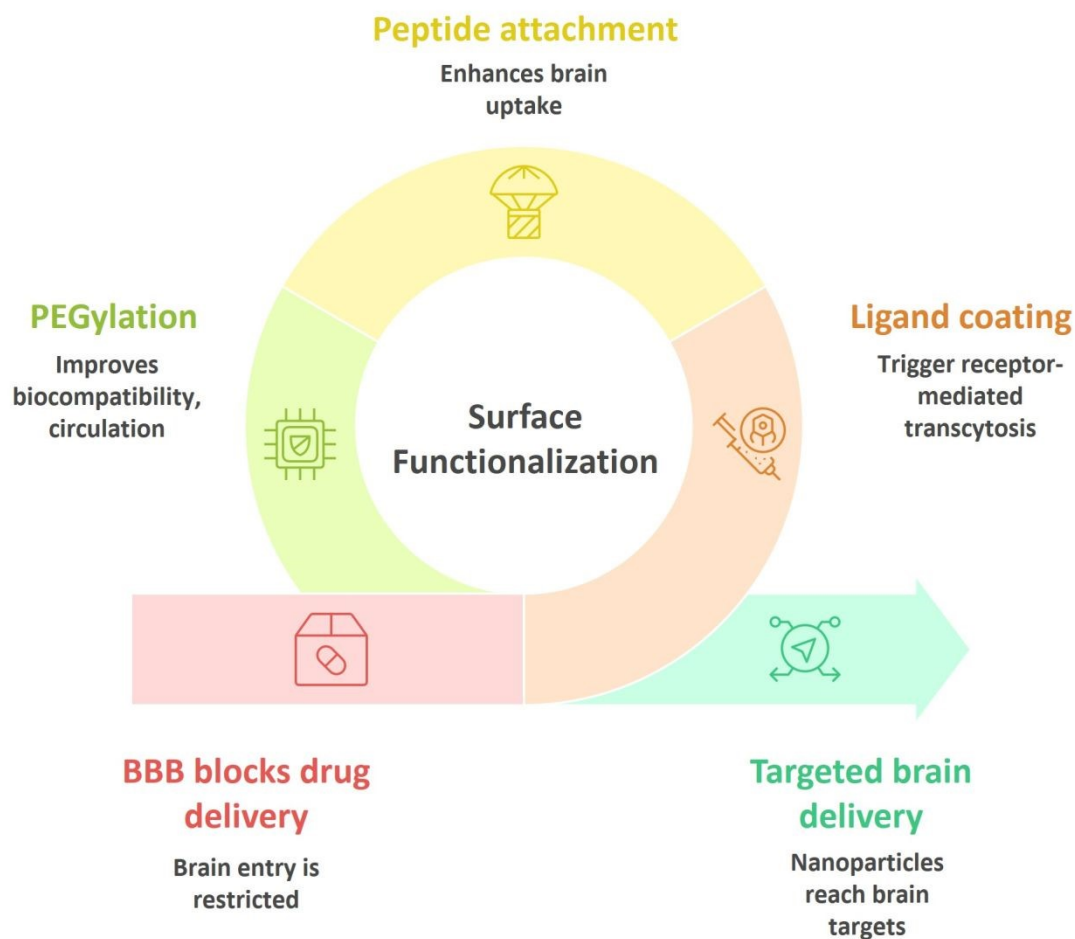 Peptide attachment
Enhances brain
uptake
PEGylation
Improves
biocompatibility,
circulation
Ligand coating
Trigger receptor-
mediated
transcytosis
Surface
Functionalization
BBB blocks drug
delivery
Brain entry is
restricted
Targeted brain
delivery
Nanoparticles
reach brain
targets